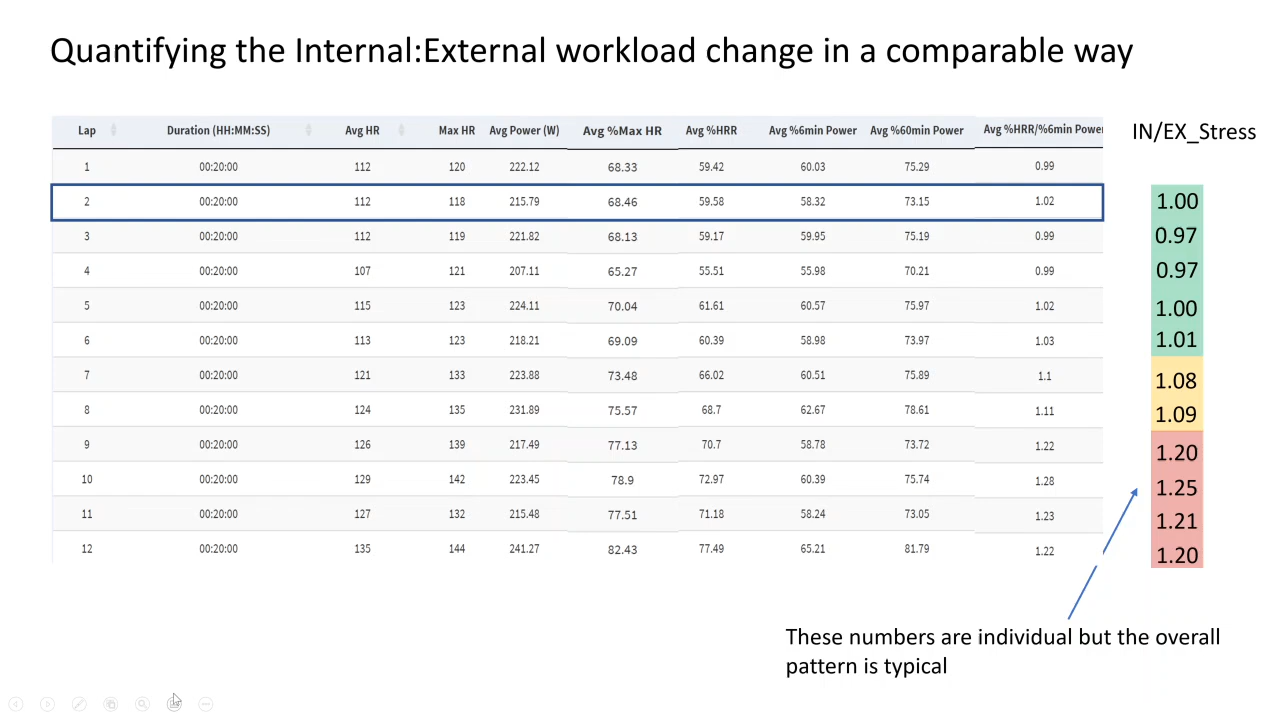 Quantifying the Internal:External workload change in a comparable way
Lap Duration (HH:MM:SS) Avg HR Max HR Avg Power (W) Avg %Max HR Avg %HRR Avg %6min Power Avg %60min Power Avg %HRR/%6min Power IN/EX_Stress
1 00:20:00 112 120 222.12 68.33 59.42 60.03 75.29 0.99
2 00:20:00 112 118 215.79 68.46 59.58 58.32 73.15 1.02 1.00
3 00:20:00 112 119 221.82 68.13 59.17 59.95 75.19 0.99 0.97
4 00:20:00 107 121 207.11 65.27 55.51 55.98 70.21 0.99 0.97
5 00:20:00 115 123 224.11 70.04 61.61 60.57 75.97 1.02 1.00
6 00:20:00 113 123 218.21 69.09 60.39 58.98 73.97 1.03 1.01
7 00:20:00 121 133 223.88 73.48 66.02 60.51 75.89 1.1 1.08
8 00:20:00 124 135 231.89 75.57 68.7 62.67 78.61 1.11 1.09
9 00:20:00 126 139 217.49 77.13 70.7 58.78 73.72 1.22 1.20
10 00:20:00 129 142 223.45 78.9 72.97 60.39 75.74 1.28 1.25
11 00:20:00 127 132 215.48 77.51 71.18 58.24 73.05 1.23 1.21
12 00:20:00 135 144 241.27 82.43 77.49 65.21 81.79 1.22 1.20
These numbers are individual but the overall
pattern is typical